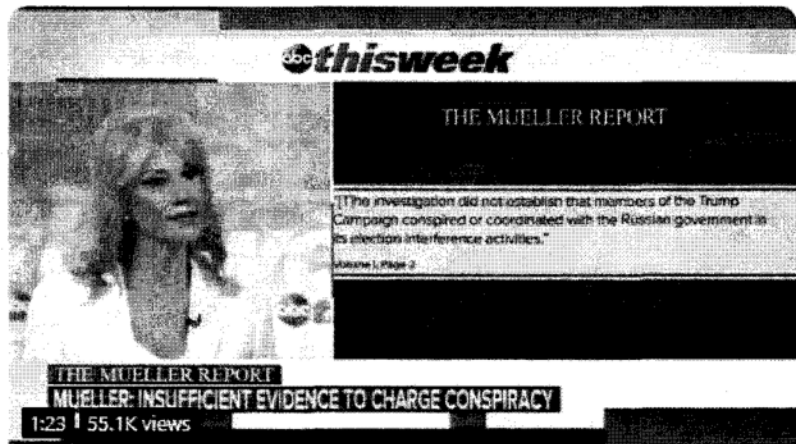 abc thisweek
THE MUELLER REPORT
"[T]he investigation did not establish that members of the Trump
Campaign conspired or coordinated with the Russian government in
its election interference activities."
Volume I, Page 2
abc
THE MUELLER REPORT
MUELLER: INSUFFICIENT EVIDENCE TO CHARGE CONSPIRACY
1:23 55.1K views